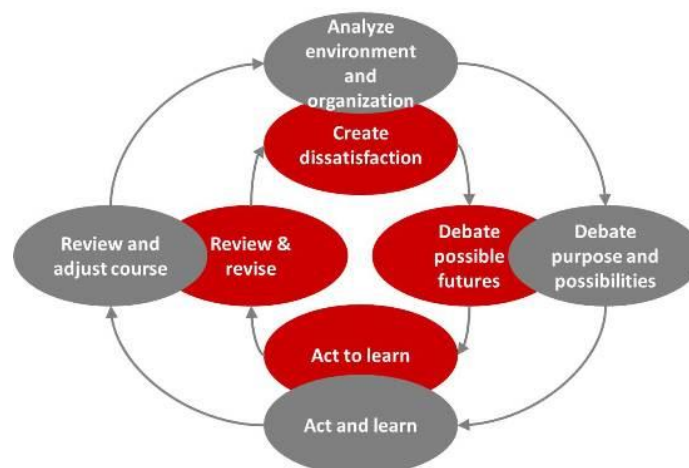 Analyze
environment
and
organization
Create
dissatisfaction
Review and
adjust course
Review &
revise
Debate
possible
futures
Debate
purpose and
possibilities
Act to learn
Act and learn